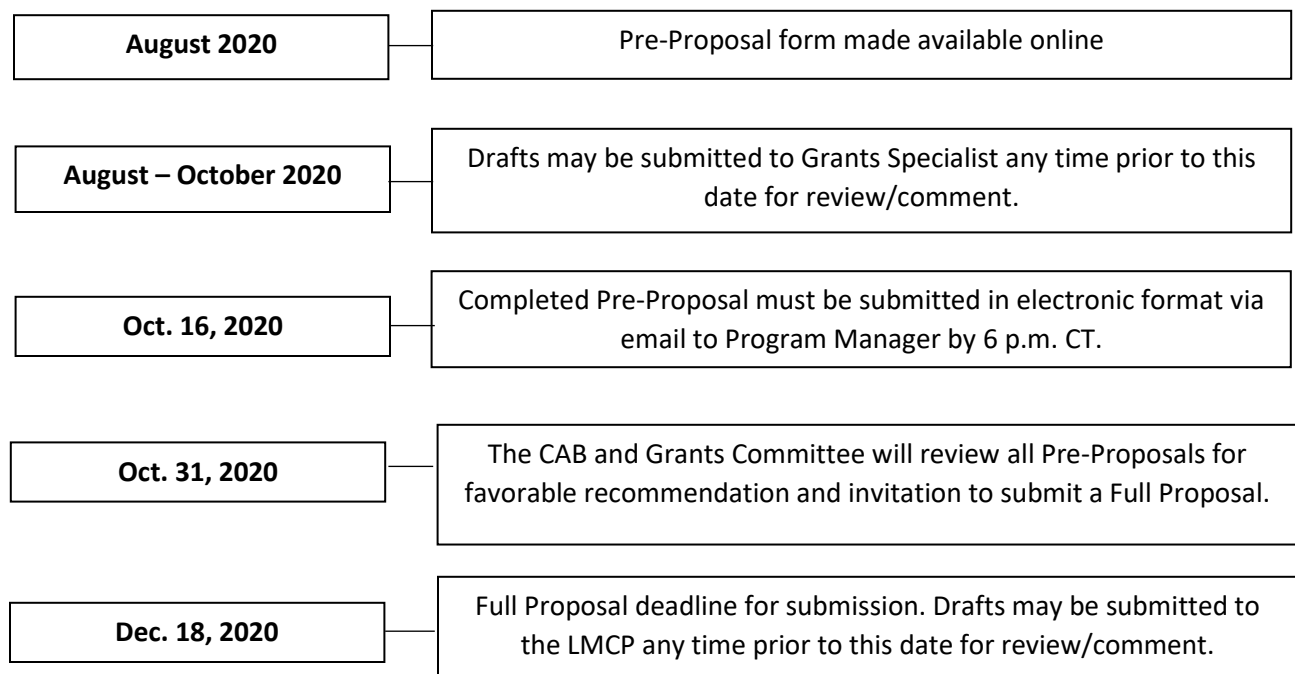 August 2020
Pre-Proposal form made available online
August – October 2020
Drafts may be submitted to Grants Specialist any time prior to this
date for review/comment.
Oct. 16, 2020
Completed Pre-Proposal must be submitted in electronic format via
email to Program Manager by 6 p.m. CT.
Oct. 31, 2020
The CAB and Grants Committee will review all Pre-Proposals for
favorable recommendation and invitation to submit a Full Proposal.
Dec. 18, 2020
Full Proposal deadline for submission. Drafts may be submitted to
the LMCP any time prior to this date for review/comment.